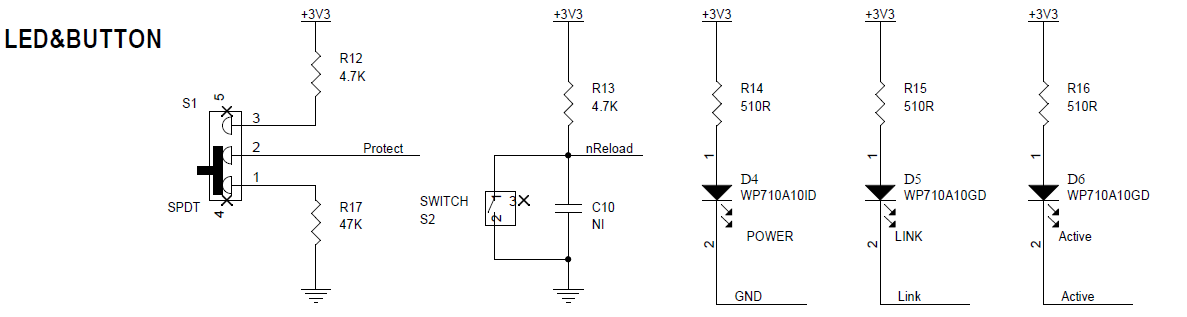 LED&BUTTON
+3V3
R12
4.7K
S1
5
3
2
1
4
SPDT
Protect
R17
47K
+3V3
R13
4.7K
nReload
SWITCH
S2
1
2
3
C10
NI
+3V3
R14
510R
1
D4
WP710A10ID
2
POWER
GND
+3V3
R15
510R
1
D5
WP710A10GD
2
LINK
Link
+3V3
R16
510R
1
D6
WP710A10GD
2
Active
Active